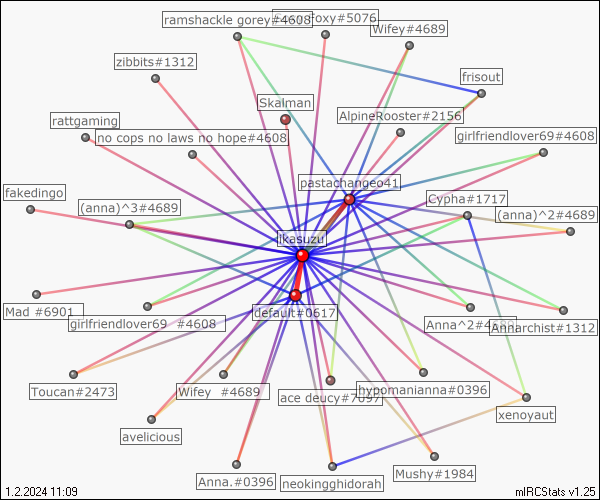 ramshackle gorey#4608
Foxy#5076
Wifey#4689
zibbits#1312
frisout
Skalman
AlpineRooster#2156
rattgaming
no cops no laws no hope#4608
girlfriendlover69#4608
pastachangeo41
fakedingo
(anna)^3#4689
Cypha#1717
(anna)^2#4689
ikasuzu
Mad #6901
girlfriendlover69 #4608
default#0617
Anna^2#4
Annarchist#1312
Toucan#2473
Wifey #4689
ace deucy#7097
hypomanianna#0396
xenoyaut
avelicious
Anna.#0396
neokingghidorah
Mushy#1984
1.2.2024 11:09
mIRCStats v1.25